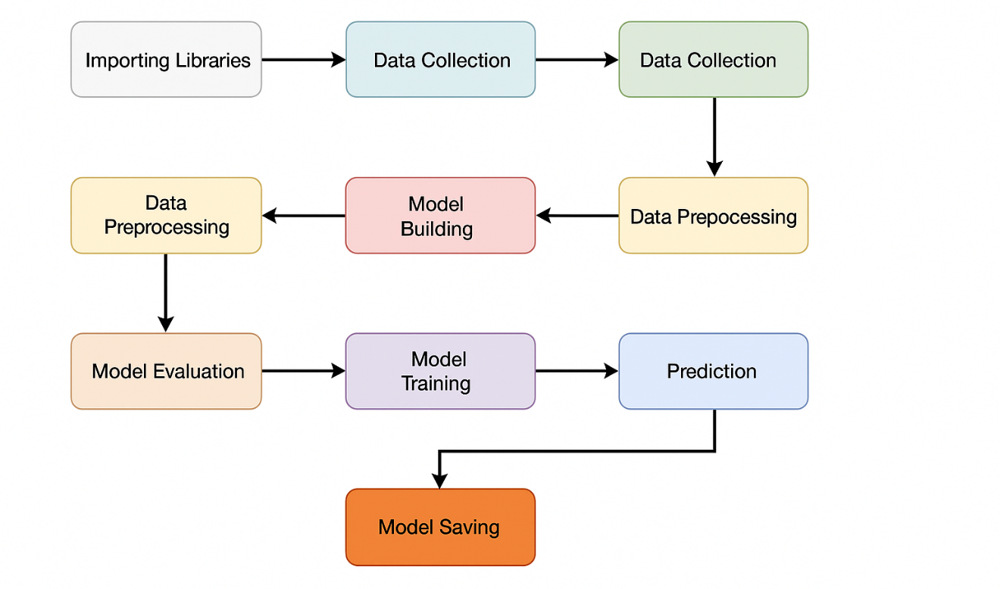 Importing Libraries
Data Collection
Data Collection
Data
Preprocessing
Model
Building
Data Prepocessing
Model Evaluation
Model
Training
Prediction
Model Saving